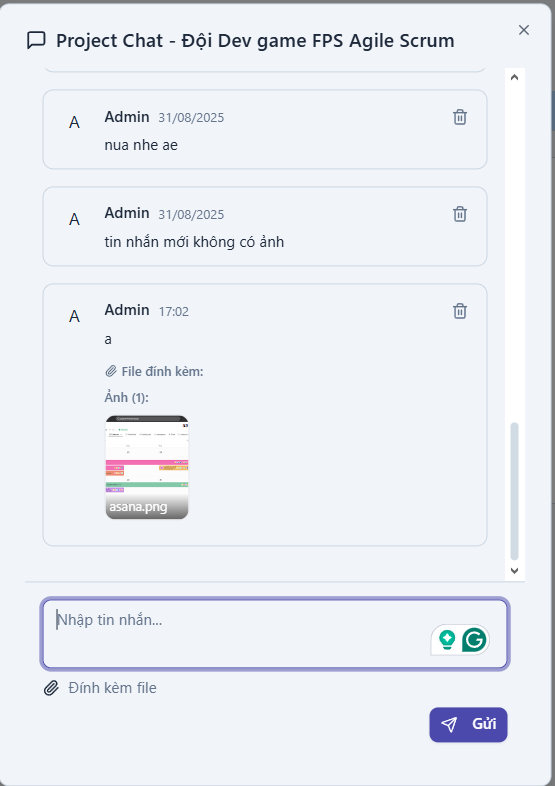 Project Chat - Đội Dev game FPS Agile Scrum
A
Admin 31/08/2025
nua nhe ae
A
Admin 31/08/2025
tin nhắn mới không có ảnh
A
Admin 17:02
a
File đính kèm:
Ảnh (1):
asana.png
Nhập tin nhắn...
Đính kèm file
Gửi